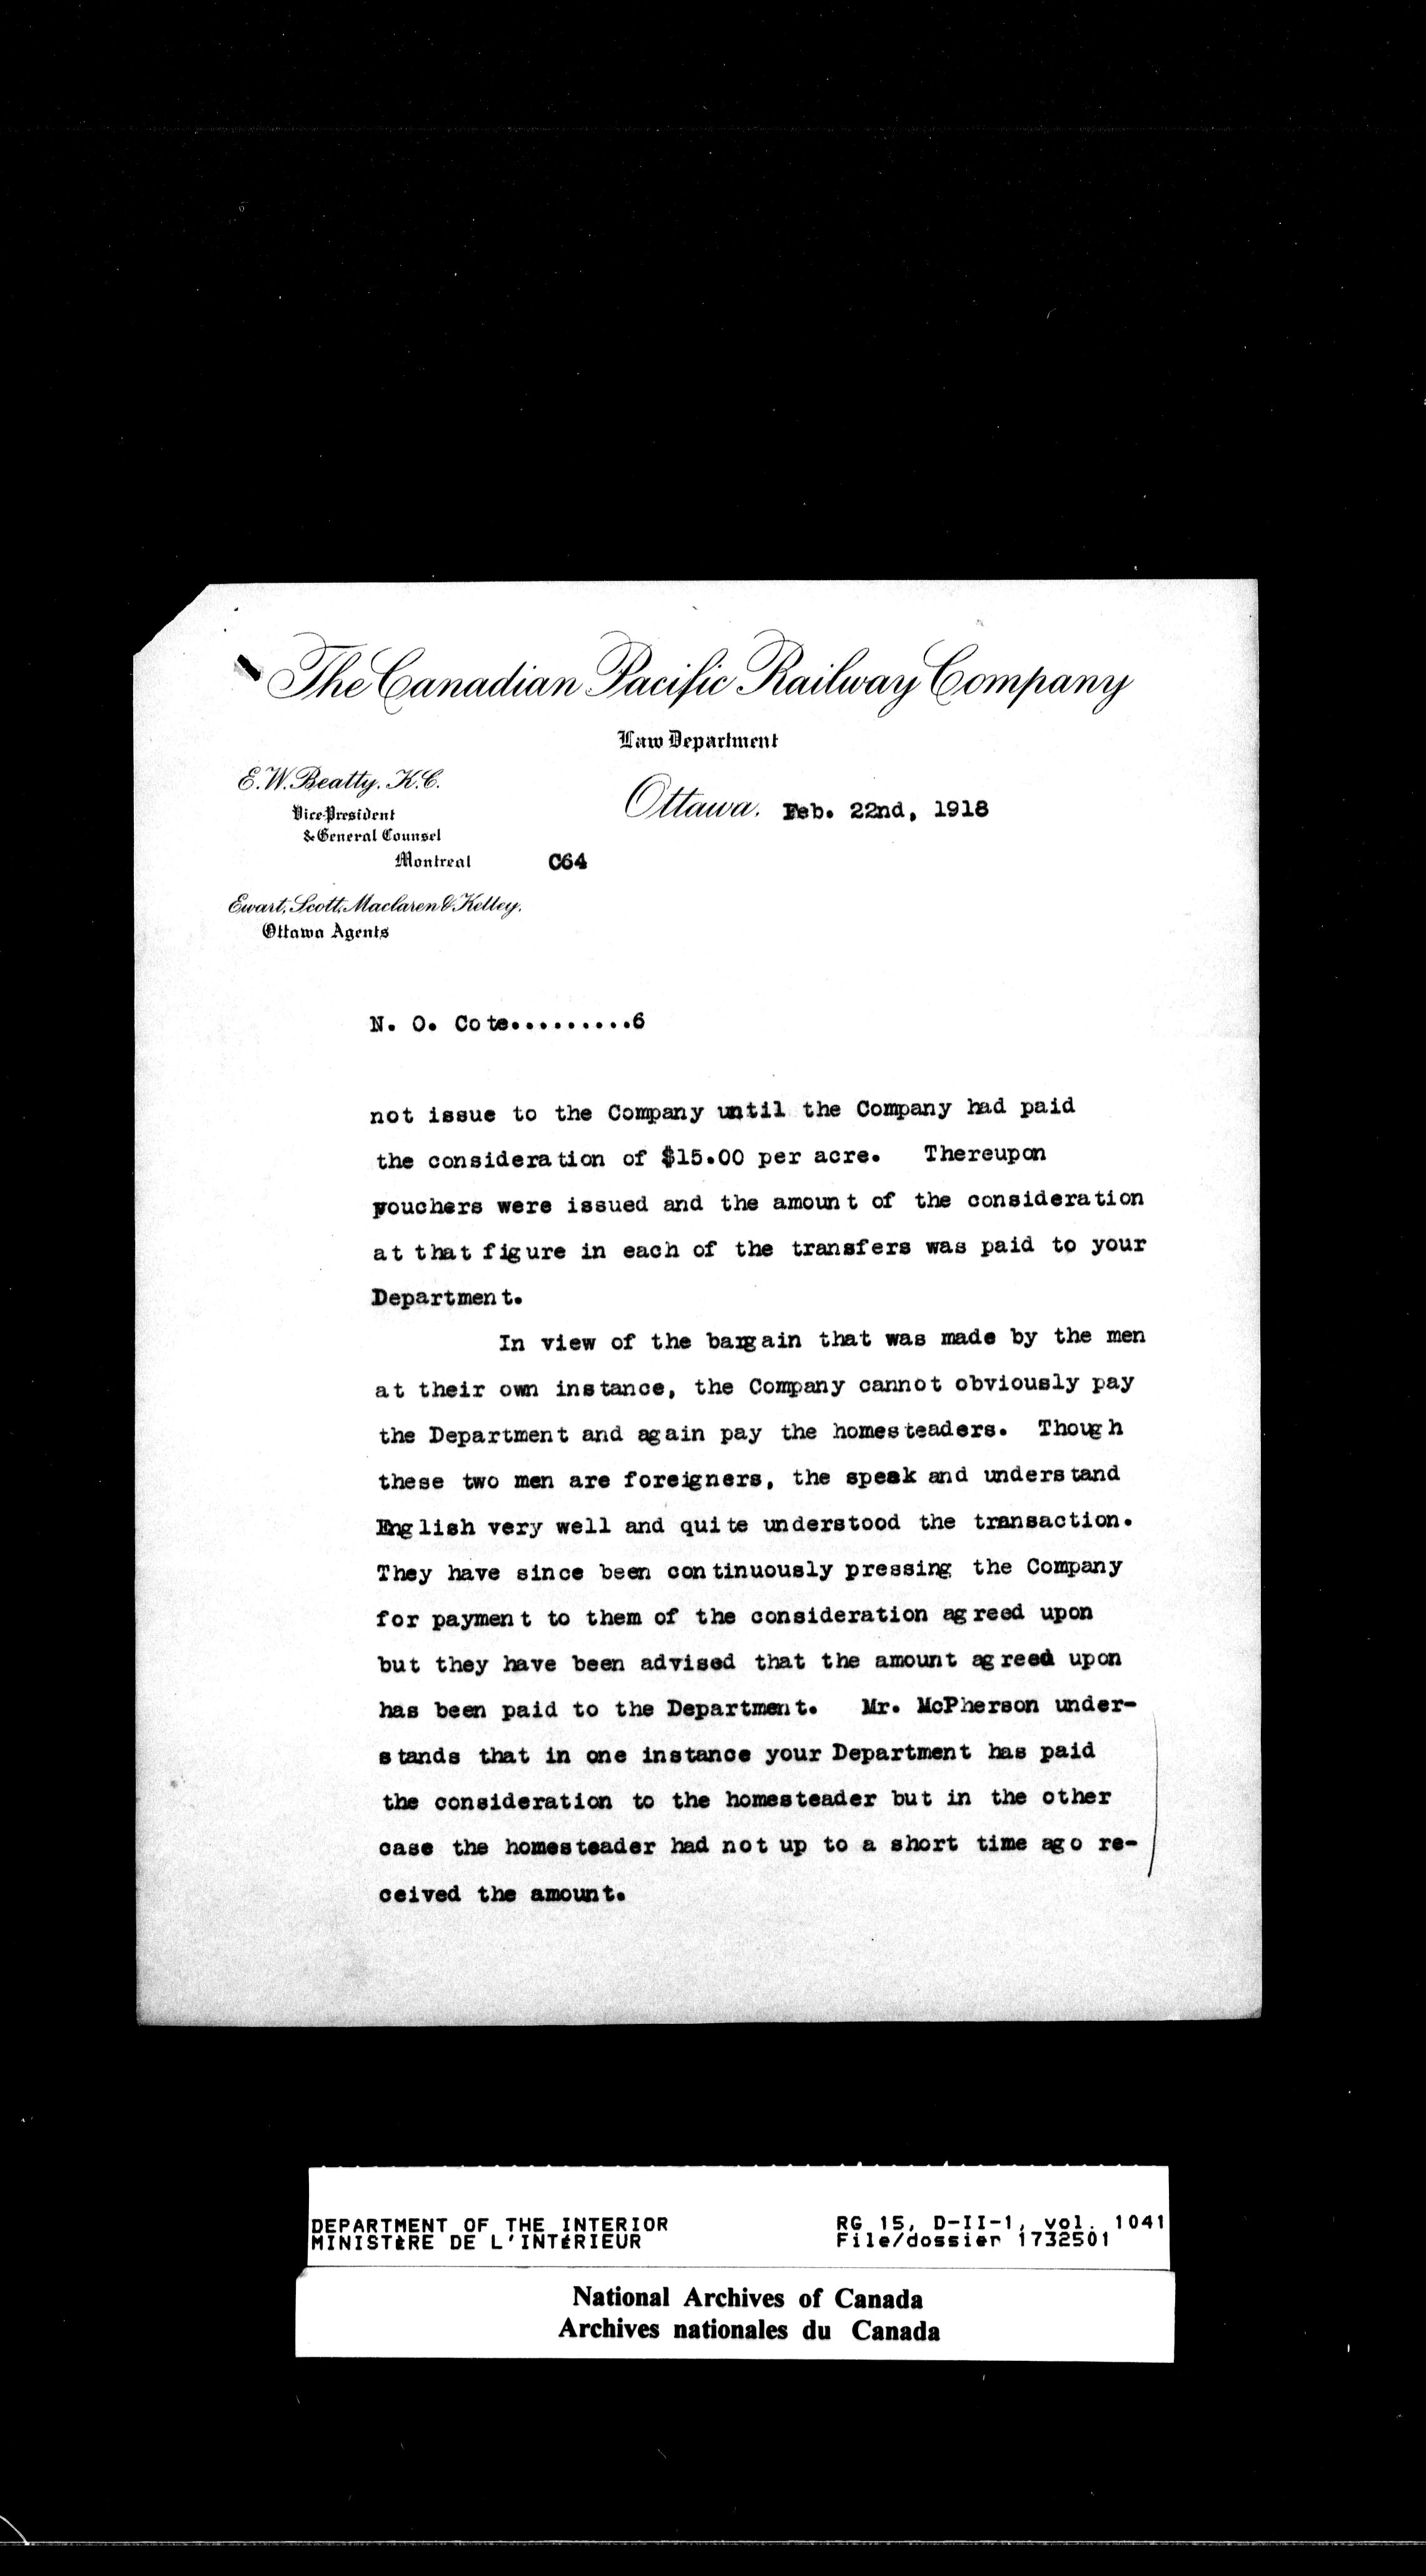 The Canadian Pacific Railway Company
Law Department
E.W. Beatty. K.C.
Vice-President
& General Counsel
Montreal
Ottawa. Feb. 22nd, 1918
C64
Ewart, Scott, Maclaren & Kelley,
Ottawa Agents
N. O. Cote..........6
not issue to the Company until the Company had paid
the consideration of $15.00 per acre. Thereupon
vouchers were issued and the amount of the consideration
at that figure in each of the transfers was paid to your
Department.
In view of the bargain that was made by the men
at their own instance, the Company cannot obviously pay
the Department and again pay the homesteaders. Though
these two men are foreigners, the speak and understand
English very well and quite understood the transaction.
They have since been continuously pressing the Company
for payment to them of the consideration agreed upon
but they have been advised that the amount agreed upon
has been paid to the Department. Mr. McPherson under-
stands that in one instance your Department has paid
the consideration to the homesteader but in the other
case the homesteader had not up to a short time ago re-
ceived the amount.
DEPARTMENT OF THE INTERIOR
MINISTÈRE DE L'INTÉRIEUR
RG 15, D-II-1, vol. 1041
File/dossier 1732501
National Archives of Canada
Archives nationales du Canada